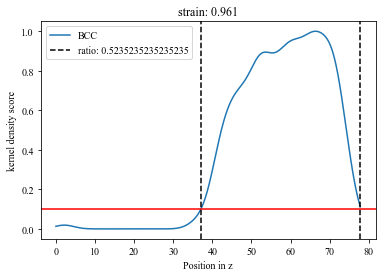 strain: 0.961
BCC
ratio: 0.5235235235235235
kernel density score
1.0
0.8
0.6
0.4
0.2
0.0
0 10 20 30 40 50 60 70 80
Position in z